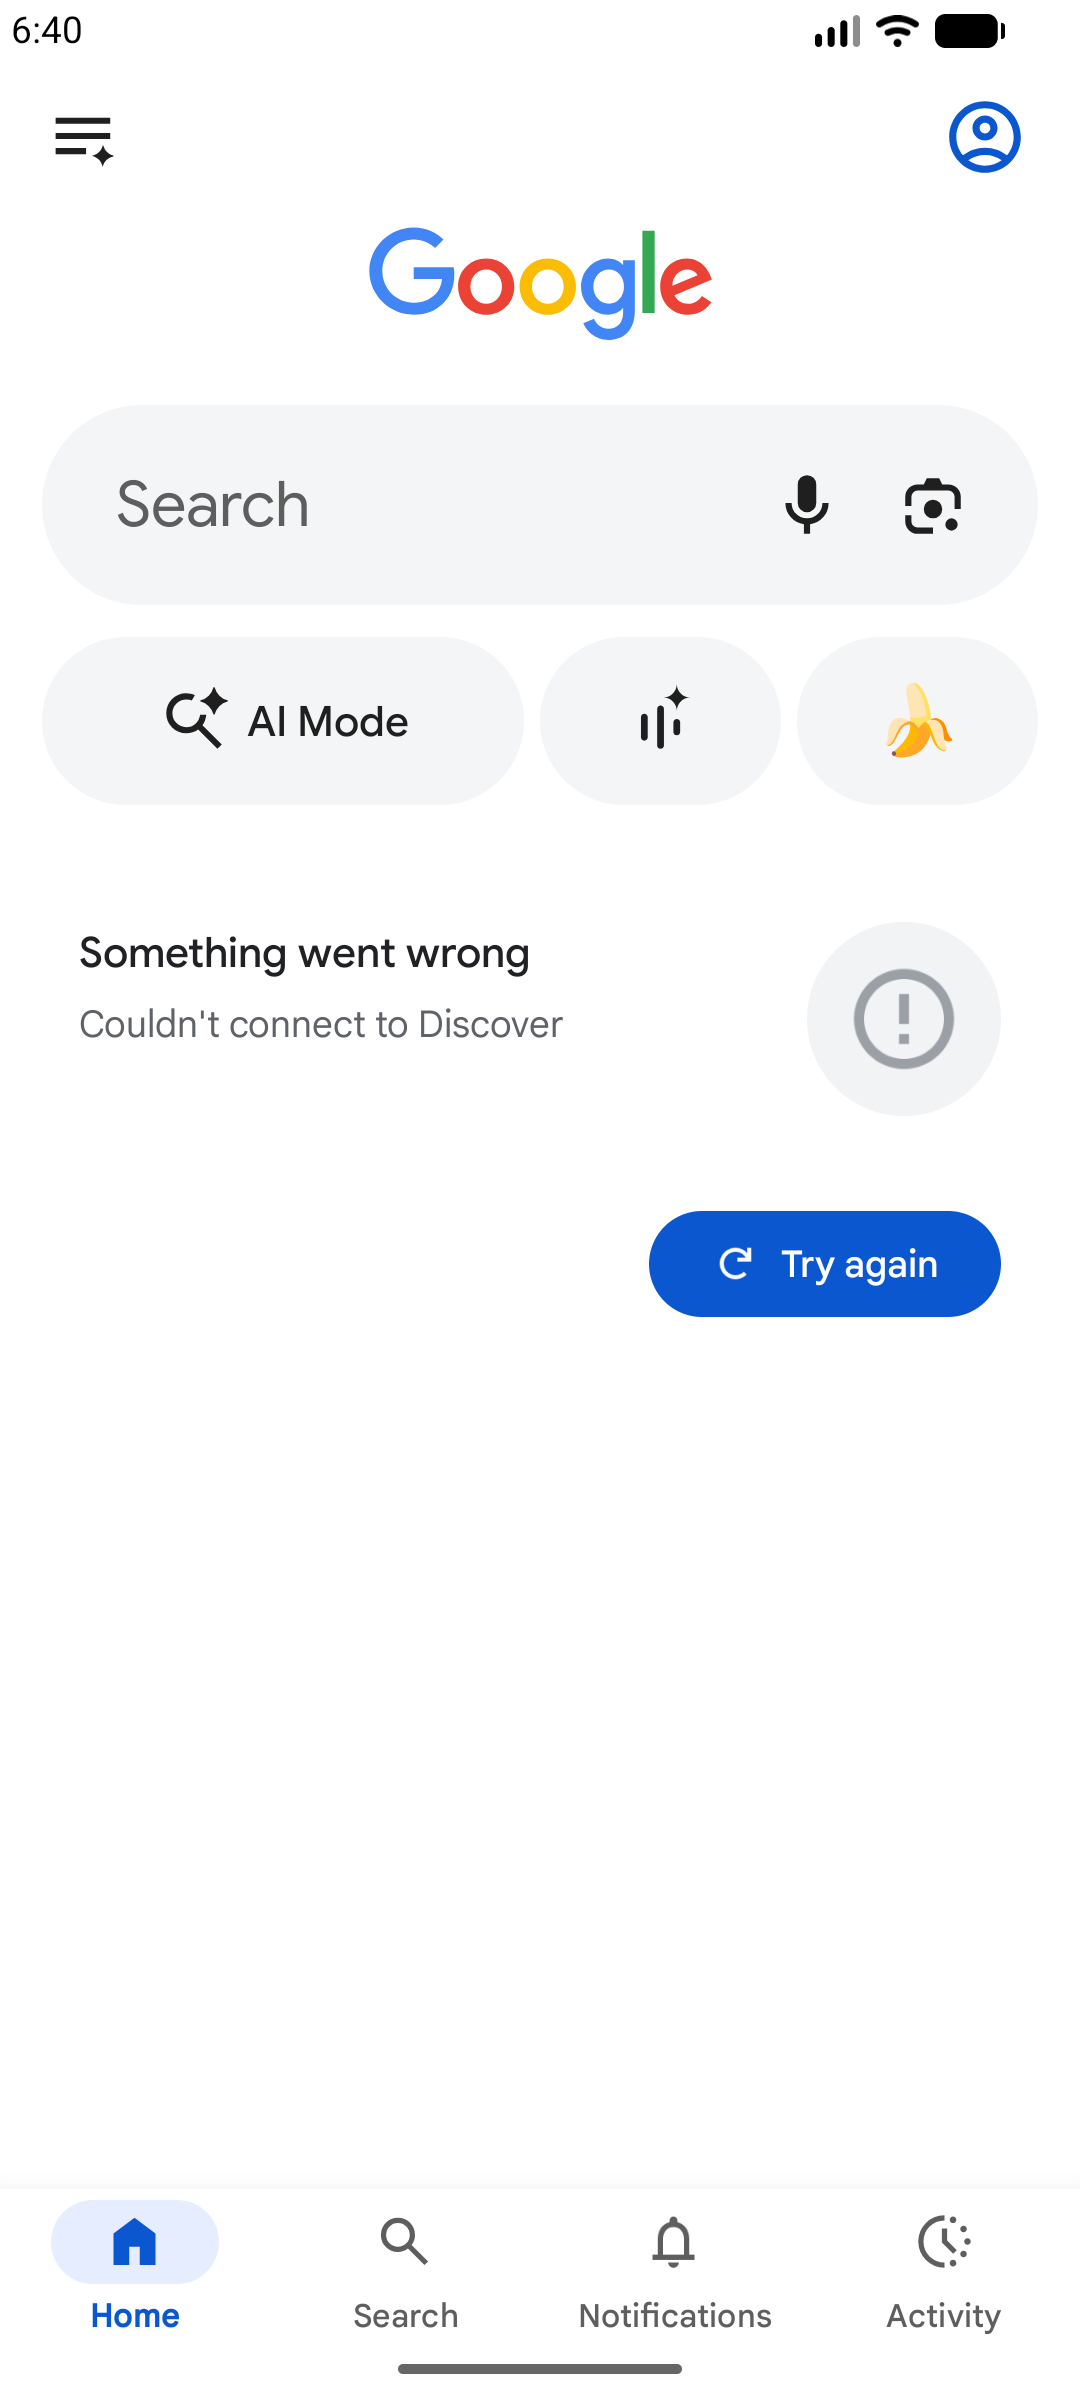 6:40
Google
Search
AI Mode
Something went wrong
Couldn't connect to Discover
Try again
Home
Search
Notifications
Activity